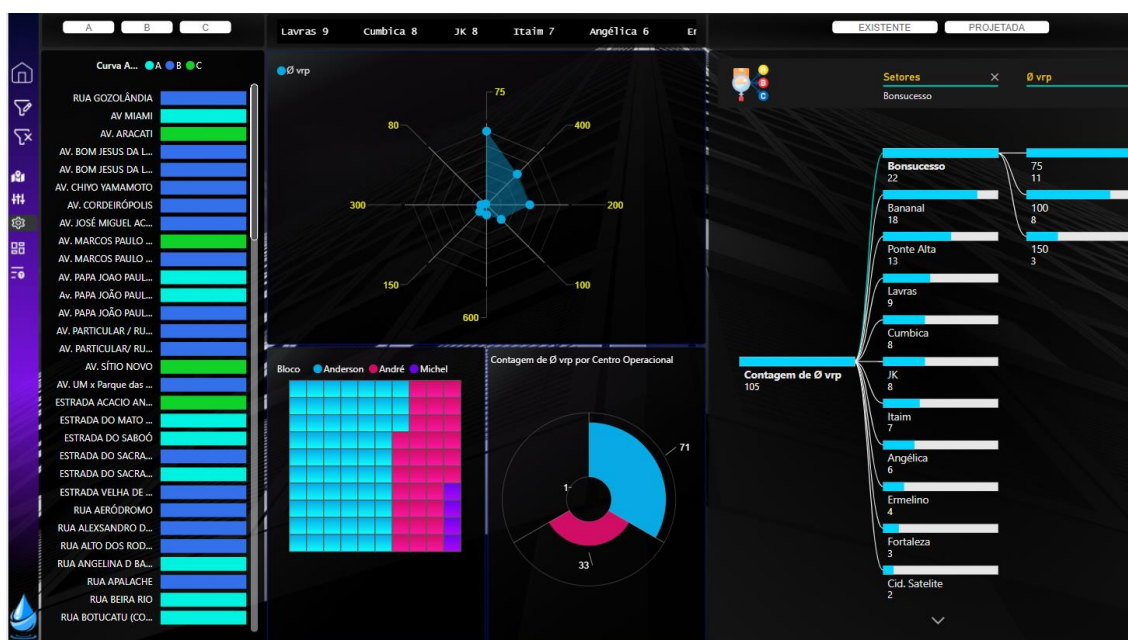 A B C
Lavras 9 Cumbica 8 JK 8 Itaim 7 Angélica 6
EXISTENTE PROJETADA
Curva A... A B C
RUA GOZOLÂNDIA
AV MIAMI
AV. ARACATI
AV. BOM JESUS DA L...
AV. BOM JESUS DA L...
AV. CHIYO YAMAMOTO
AV. CORDEIRÓPOLIS
AV. JOSÉ MIGUEL AC...
AV. MARCOS PAULO ...
AV. MARCOS PAULO ...
AV. PAPA JOAO PAUL...
Av. PAPA JOÃO PAUL...
AV. PAPA JOÃO PAUL...
AV. PARTICULAR / RU...
AV. PARTICULAR/ RU...
AV. SÍTIO NOVO
AV. UM x Parque das ...
ESTRADA ACACIO AN...
ESTRADA DO MATO ...
ESTRADA DO SABOÓ
ESTRADA DO SACRA...
ESTRADA DO SACRA...
ESTRADA VELHA DE ...
RUA AERÓDROMO
RUA ALEXSANDRO D...
RUA ALTO DOS ROD...
RUA ANGELINA D BA...
RUA APALACHE
RUA BEIRA RIO
RUA BOTUCATU (CO...
Ø vrp
75
400
200
100
600
150
300
80
Bloco Anderson André Michel
Contagem de Ø vrp por Centro Operacional
71
33
1
A
B
C
Setores Ø vrp
Bonsucesso
Contagem de Ø vrp
105
Bonsucesso
22
Bananal
18
Ponte Alta
13
Lavras
9
Cumbica
8
JK
8
Itaim
7
Angélica
6
Ermelino
4
Fortaleza
3
Cid. Satelite
2
75
11
100
8
150
3